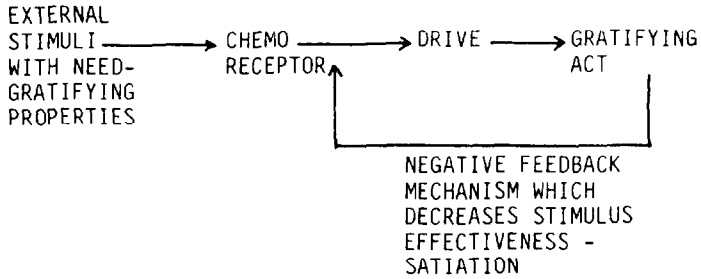 EXTERNAL
STIMULI CHEMO DRIVE GRATIFYING
WITH NEED- RECEPTOR ACT
GRATIFYING
PROPERTIES
NEGATIVE FEEDBACK
MECHANISM WHICH
DECREASES STIMULUS
EFFECTIVENESS -
SATIATION